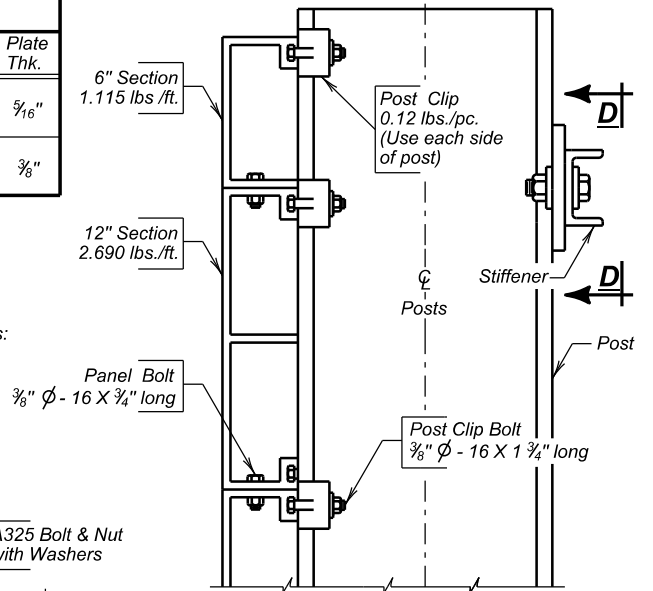 Plate
Thk.
5/16"
3/8"
6" Section
1.115 lbs /ft.
Post Clip
0.12 lbs./pc.
(Use each side
of post)
D
12" Section
2.690 lbs./ft.
Stiffener
D
℄
Posts
s:
Post
Panel Bolt
3/8" Ø - 16 X 3/4" long
Post Clip Bolt
3/8" Ø - 16 X 1 3/4" long
A325 Bolt & Nut
with Washers